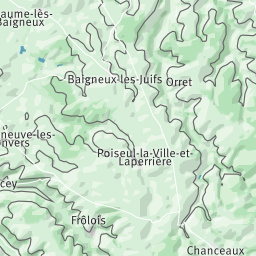 aume-lès-
Baigneux
Baigneux-les-Juifs
Orret
neuve-les-
nvers
Poiseul-la-Ville-et-
Laperrière
cey
Frôlois
Chanceaux